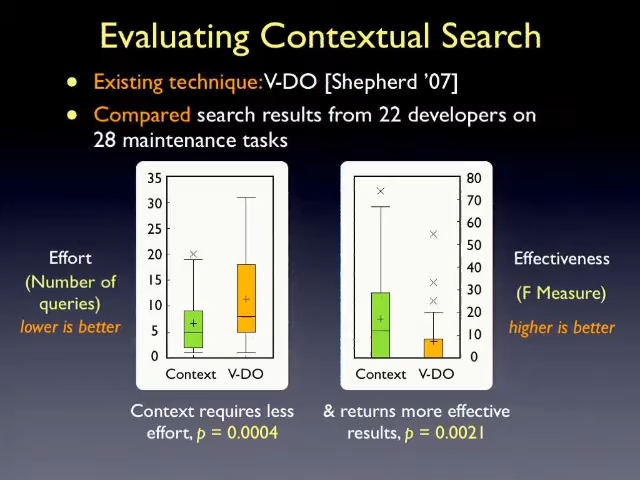 Evaluating Contextual Search
• Existing technique: V-DO [Shepherd ’07]
• Compared search results from 22 developers on
28 maintenance tasks
35
30
25
20
15
10
5
0
Context V-DO
80
70
60
50
40
30
20
10
0
Context V-DO
Effort
(Number of
queries)
lower is better
Effectiveness
(F Measure)
higher is better
Context requires less
effort, p = 0.0004
& returns more effective
results, p = 0.0021